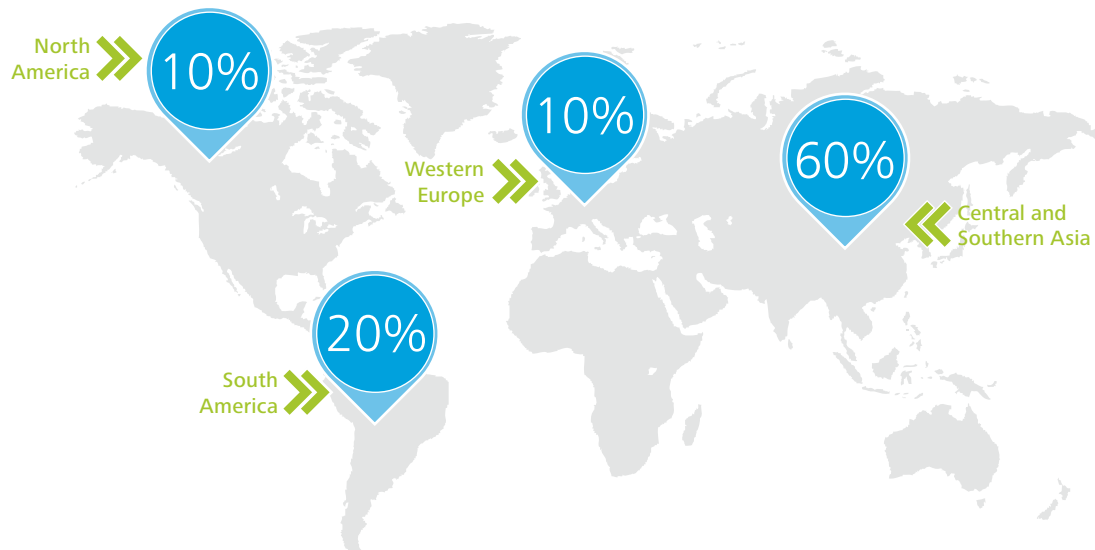 North
America
10%
Western
Europe
10%
60%
Central and
Southern Asia
South
America
20%